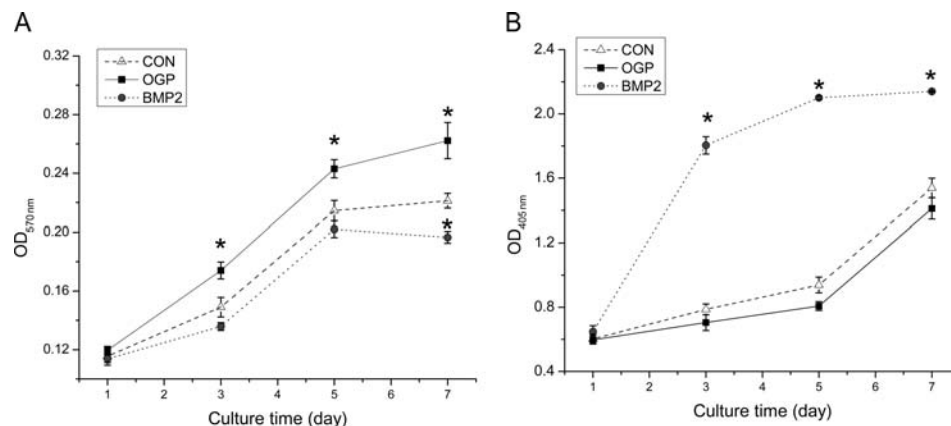 A
0.32
0.28
0.24
0.20
0.16
0.12
OD570 nm
CON
OGP
BMP2
*
*
*
*
1 2 3 4 5 6 7
Culture time (day)
B
2.4
2.0
1.6
1.2
0.8
0.4
OD405 nm
CON
OGP
BMP2
*
*
*
1 2 3 4 5 6 7
Culture time (day)